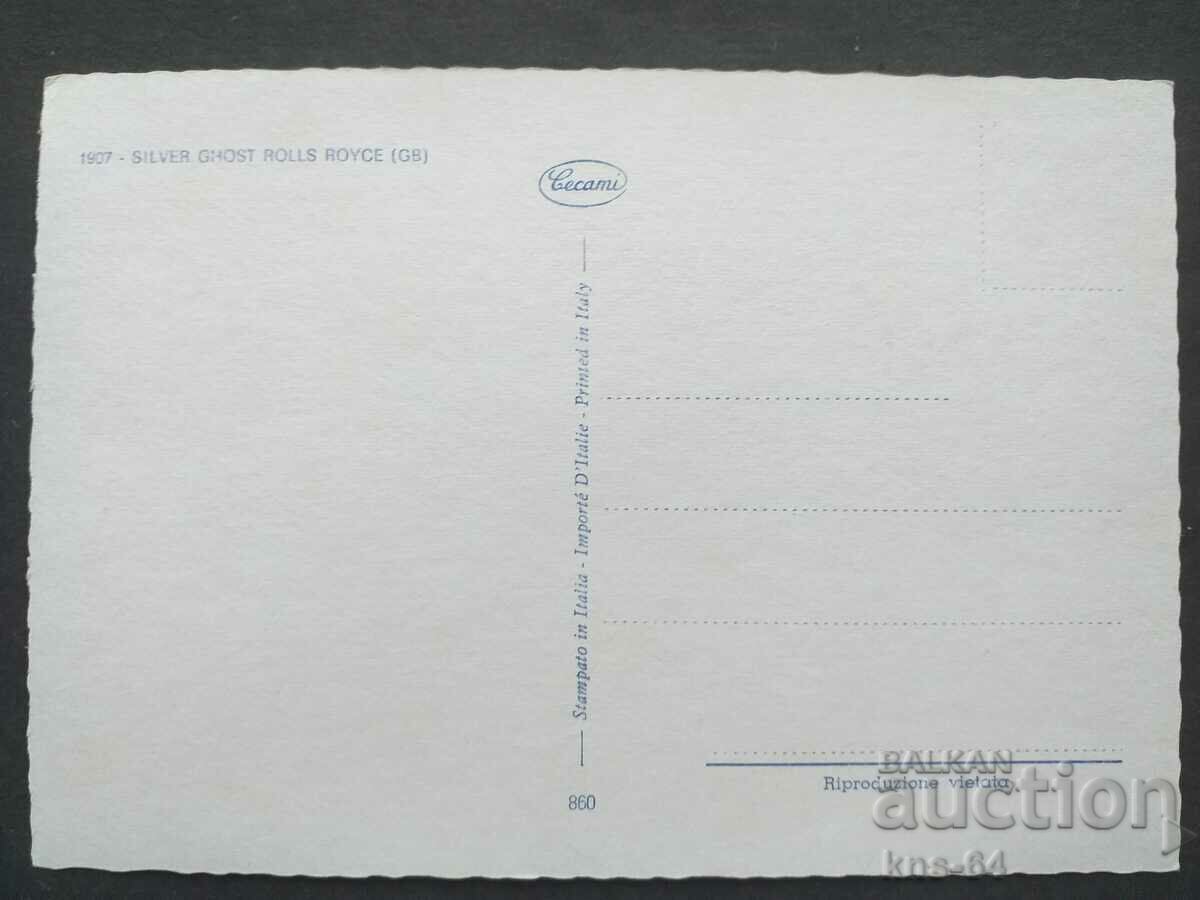 1907 - SILVER GHOST ROLLS ROYCE (GB)
Cecami
Stampato in Italia - Importé D'Italie - Printed in Italy
860
Riproduzione vietata
BALKAN
auction
kns-64